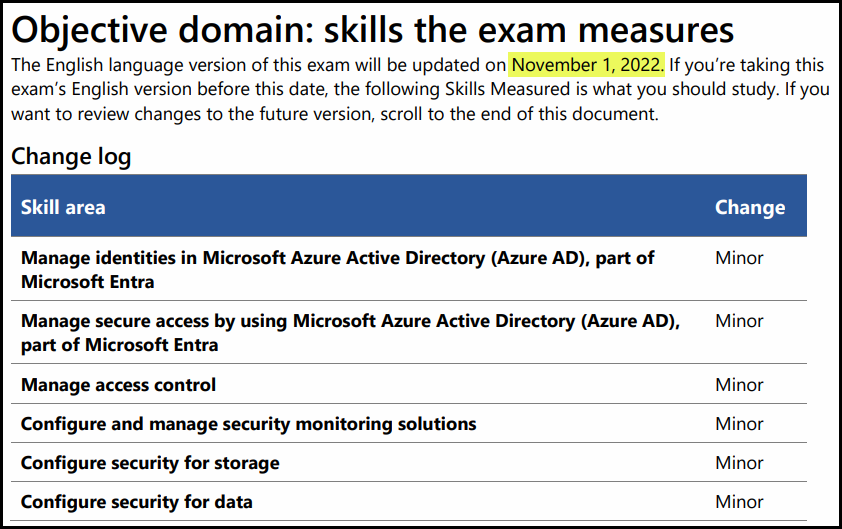 Objective domain: skills the exam measures
The English language version of this exam will be updated on November 1, 2022. If you’re taking this
exam’s English version before this date, the following Skills Measured is what you should study. If you
want to review changes to the future version, scroll to the end of this document.
Change log
Skill area Change
Manage identities in Microsoft Azure Active Directory (Azure AD), part of Minor
Microsoft Entra
Manage secure access by using Microsoft Azure Active Directory (Azure AD), Minor
part of Microsoft Entra
Manage access control Minor
Configure and manage security monitoring solutions Minor
Configure security for storage Minor
Configure security for data Minor